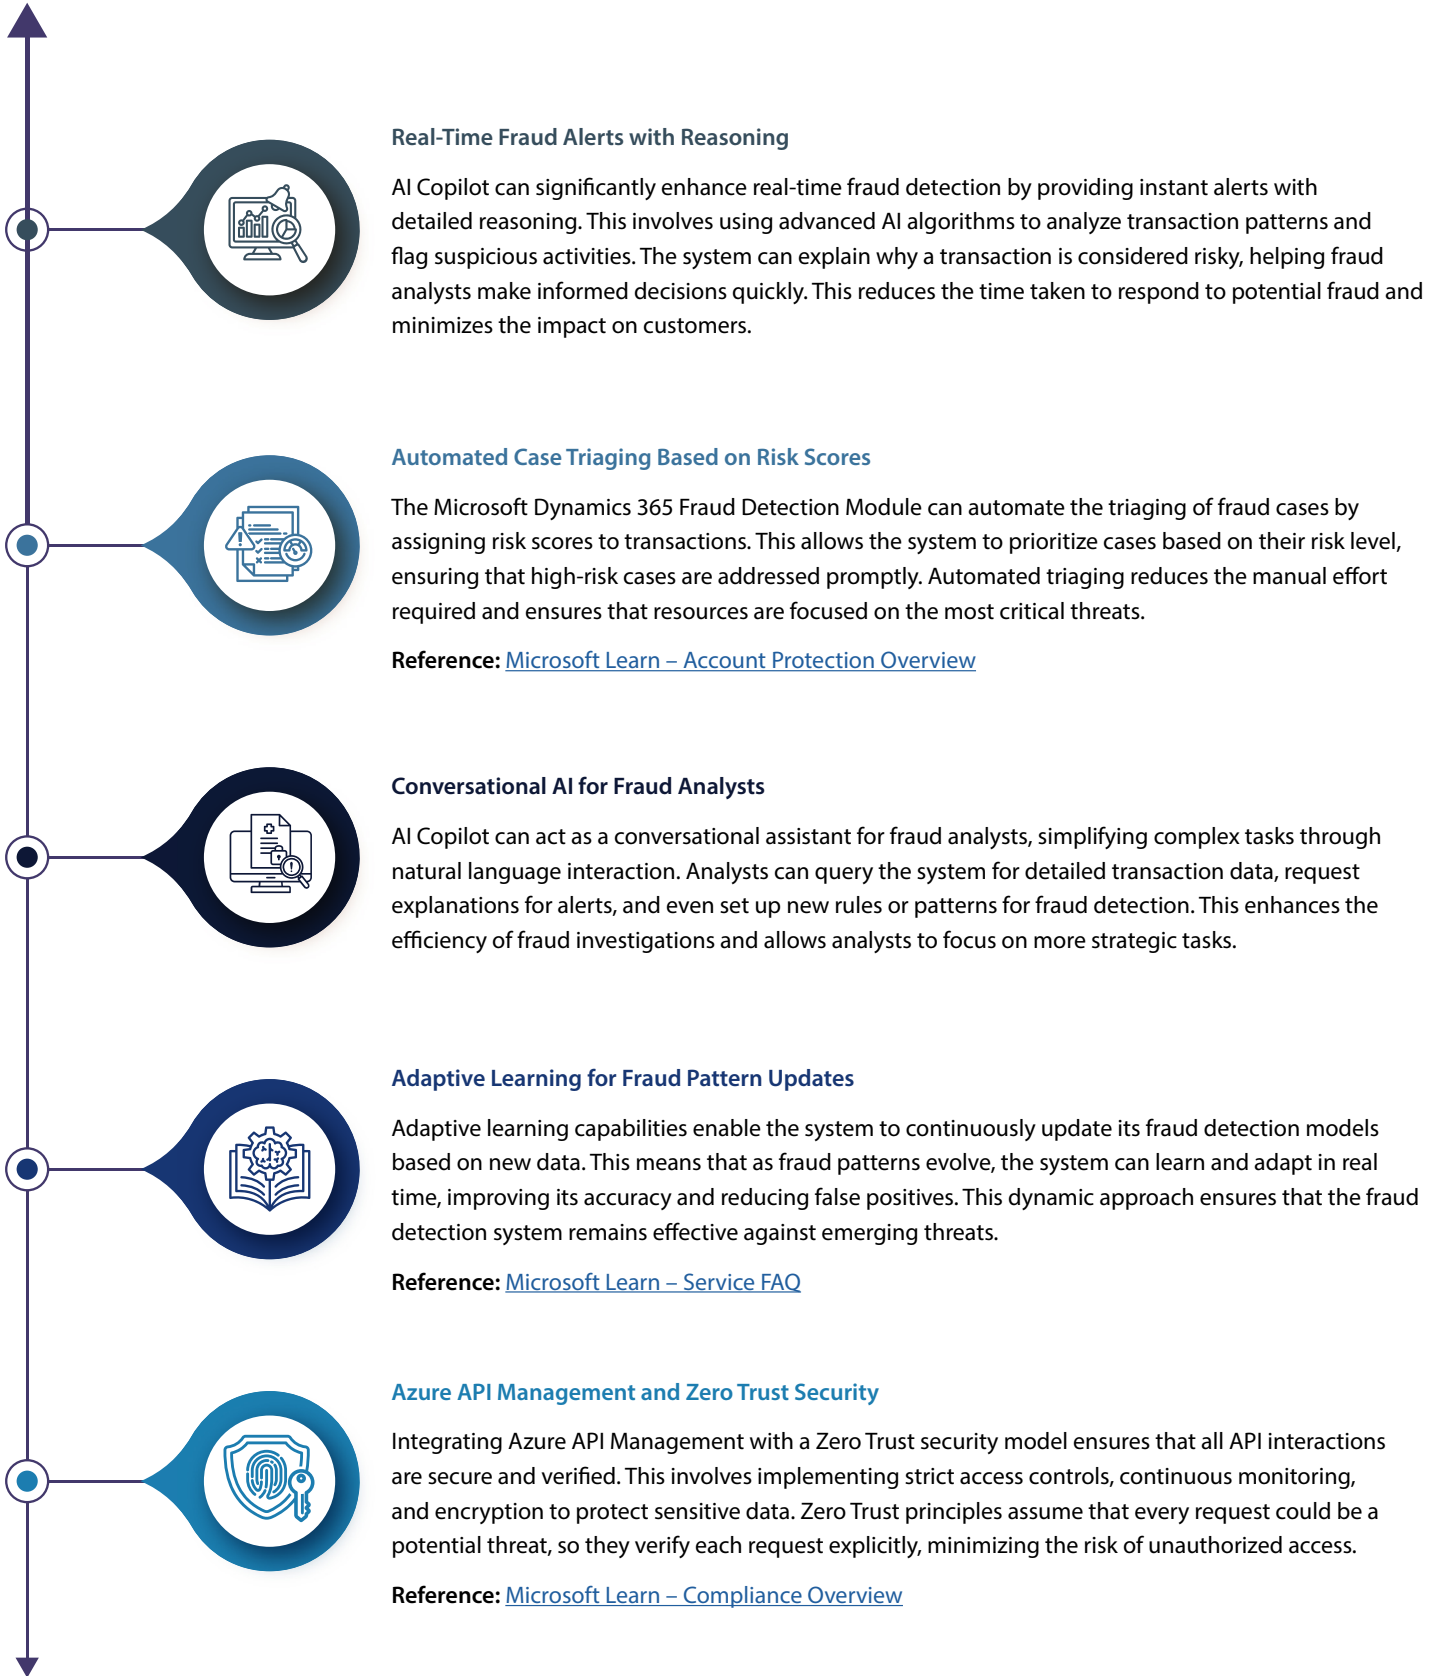 Real-Time Fraud Alerts with Reasoning
AI Copilot can significantly enhance real-time fraud detection by providing instant alerts with
detailed reasoning. This involves using advanced AI algorithms to analyze transaction patterns and
flag suspicious activities. The system can explain why a transaction is considered risky, helping fraud
analysts make informed decisions quickly. This reduces the time taken to respond to potential fraud and
minimizes the impact on customers.
Automated Case Triaging Based on Risk Scores
The Microsoft Dynamics 365 Fraud Detection Module can automate the triaging of fraud cases by
assigning risk scores to transactions. This allows the system to prioritize cases based on their risk level,
ensuring that high-risk cases are addressed promptly. Automated triaging reduces the manual effort
required and ensures that resources are focused on the most critical threats.
Reference: Microsoft Learn – Account Protection Overview
Conversational AI for Fraud Analysts
AI Copilot can act as a conversational assistant for fraud analysts, simplifying complex tasks through
natural language interaction. Analysts can query the system for detailed transaction data, request
explanations for alerts, and even set up new rules or patterns for fraud detection. This enhances the
efficiency of fraud investigations and allows analysts to focus on more strategic tasks.
Adaptive Learning for Fraud Pattern Updates
Adaptive learning capabilities enable the system to continuously update its fraud detection models
based on new data. This means that as fraud patterns evolve, the system can learn and adapt in real
time, improving its accuracy and reducing false positives. This dynamic approach ensures that the fraud
detection system remains effective against emerging threats.
Reference: Microsoft Learn – Service FAQ
Azure API Management and Zero Trust Security
Integrating Azure API Management with a Zero Trust security model ensures that all API interactions
are secure and verified. This involves implementing strict access controls, continuous monitoring,
and encryption to protect sensitive data. Zero Trust principles assume that every request could be a
potential threat, so they verify each request explicitly, minimizing the risk of unauthorized access.
Reference: Microsoft Learn – Compliance Overview